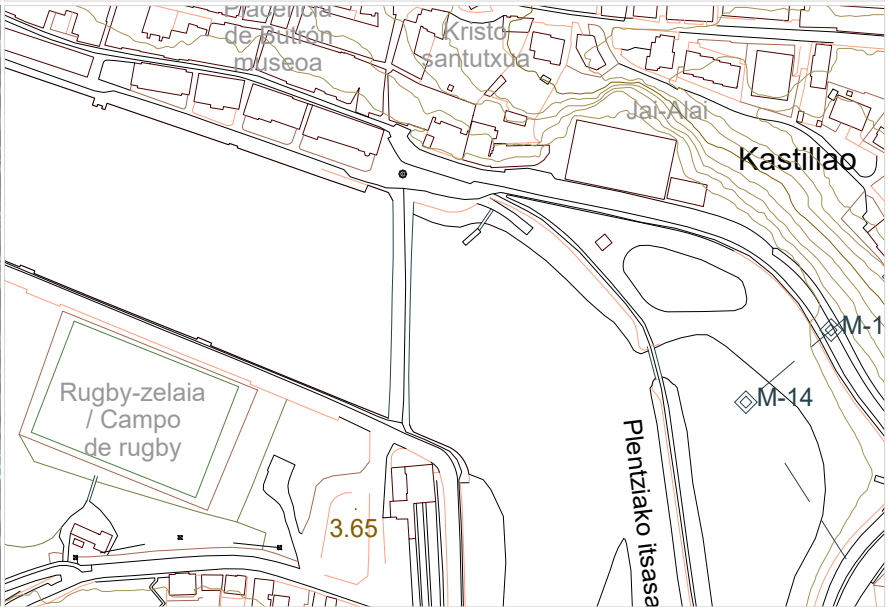 Placencia
de Butrón
museoa
Kristo
santutxua
Jai-Alai
Kastillao
M-1
M-14
Rugby-zelaia
/ Campo
de rugby
3.65
Plentziako itsasa